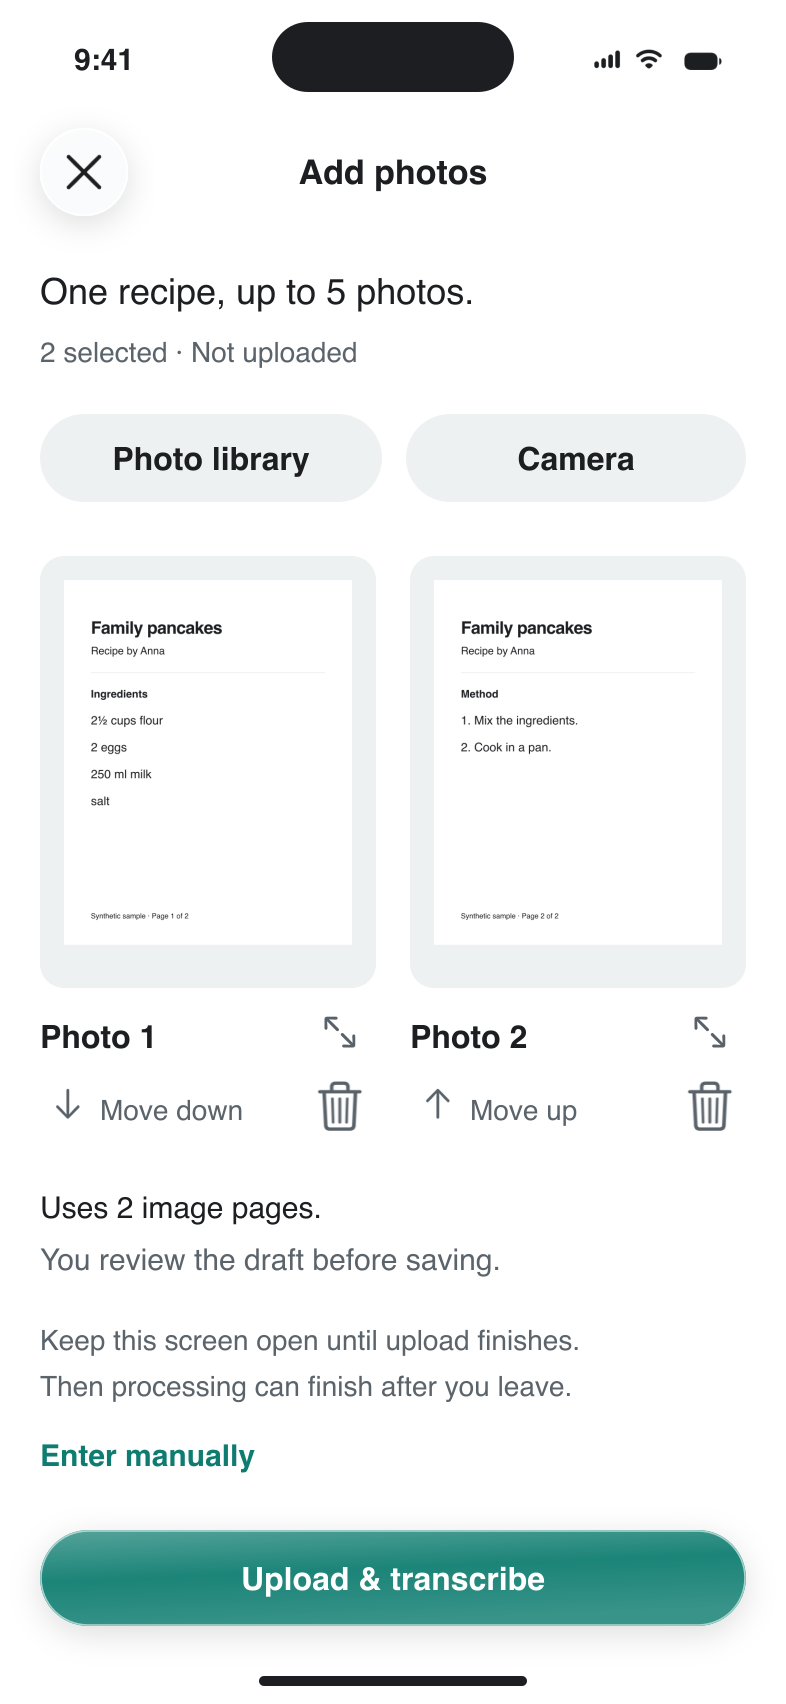 9:41
Add photos
One recipe, up to 5 photos.
2 selected · Not uploaded
Photo library
Camera
Family pancakes
Recipe by Anna
Ingredients
2½ cups flour
2 eggs
250 ml milk
salt
Synthetic sample · Page 1 of 2
Family pancakes
Recipe by Anna
Method
1. Mix the ingredients.
2. Cook in a pan.
Synthetic sample · Page 2 of 2
Photo 1
Move down
Photo 2
Move up
Uses 2 image pages.
You review the draft before saving.
Keep this screen open until upload finishes.
Then processing can finish after you leave.
Enter manually
Upload & transcribe